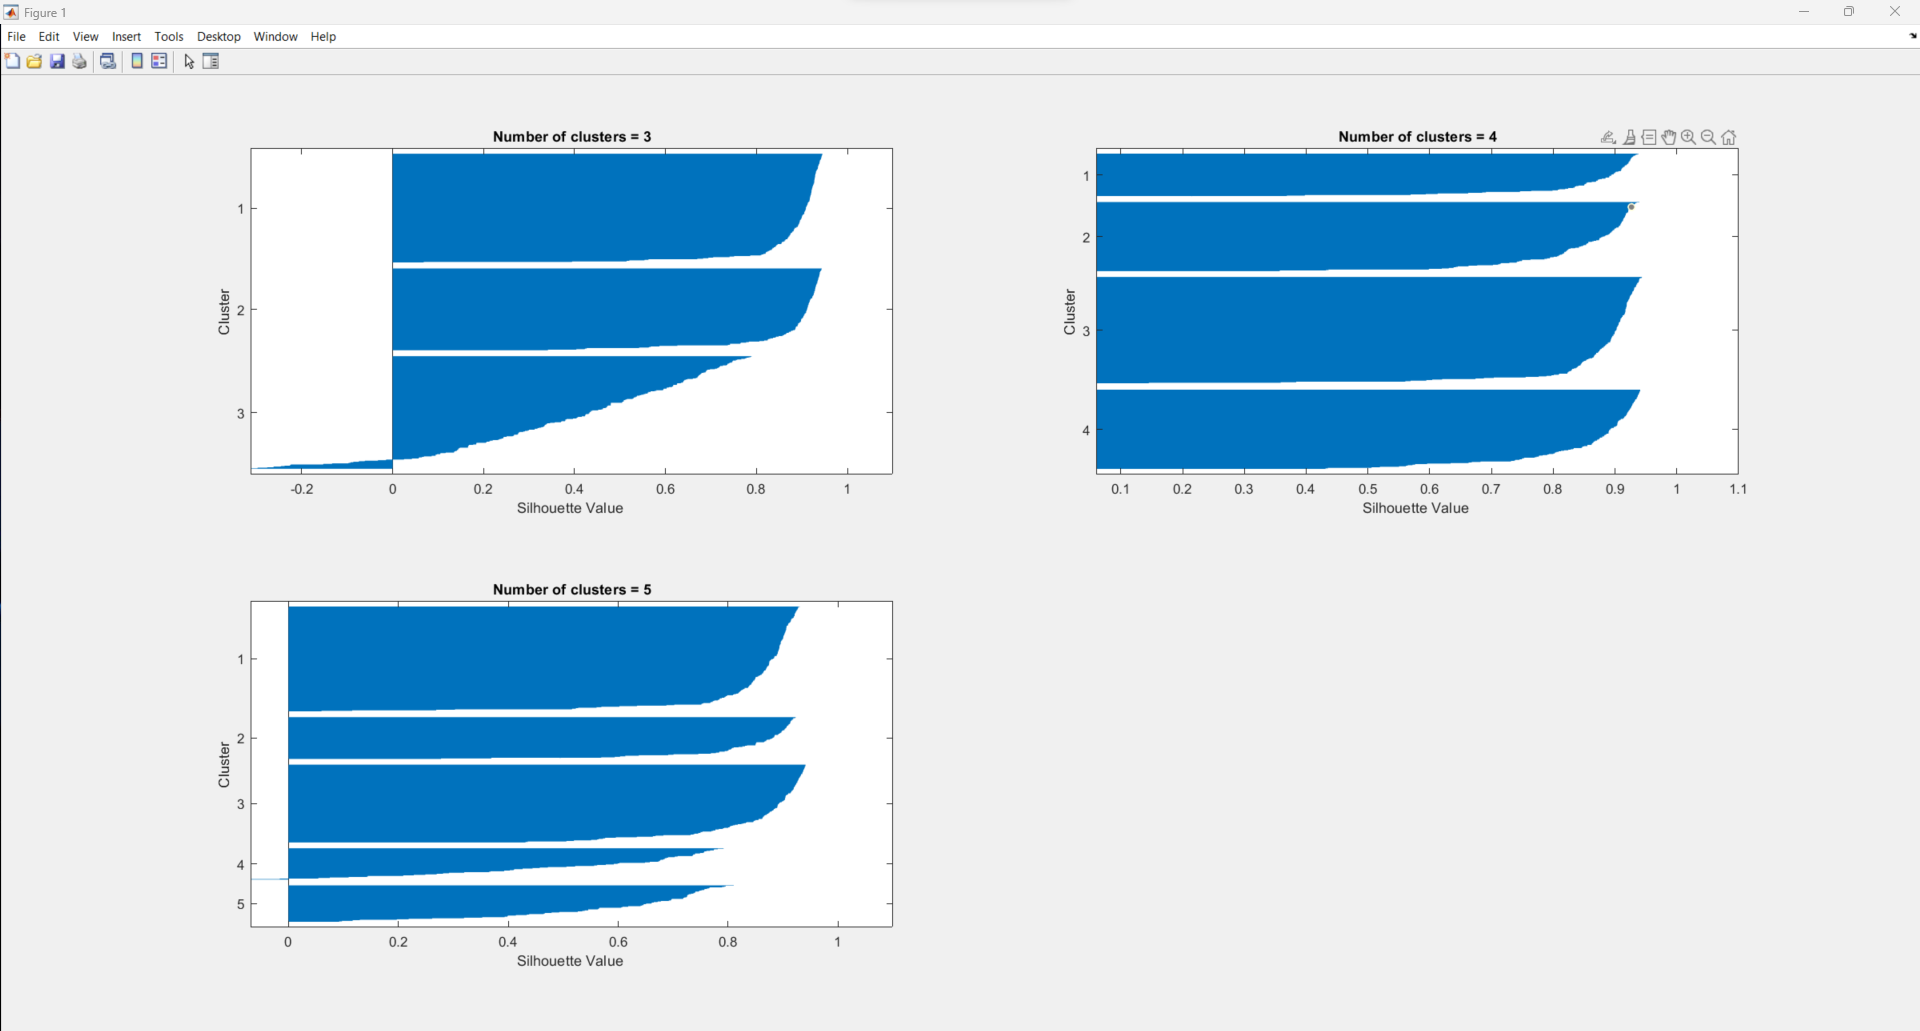 Figure 1
File Edit View Insert Tools Desktop Window Help
Number of clusters = 3
Cluster
1
2
3
-0.2 0 0.2 0.4 0.6 0.8 1
Silhouette Value
Number of clusters = 4
Cluster
1
2
3
4
0.1 0.2 0.3 0.4 0.5 0.6 0.7 0.8 0.9 1 1.1
Silhouette Value
Number of clusters = 5
Cluster
1
2
3
4
5
0 0.2 0.4 0.6 0.8 1
Silhouette Value